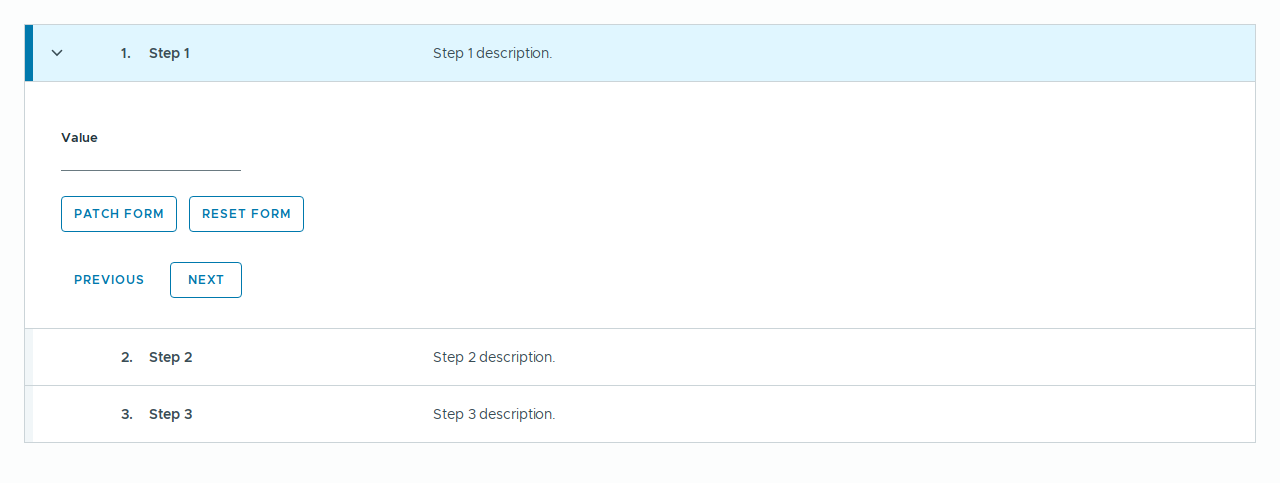 1. Step 1 Step 1 description.
Value
PATCH FORM RESET FORM
PREVIOUS NEXT
2. Step 2 Step 2 description.
3. Step 3 Step 3 description.